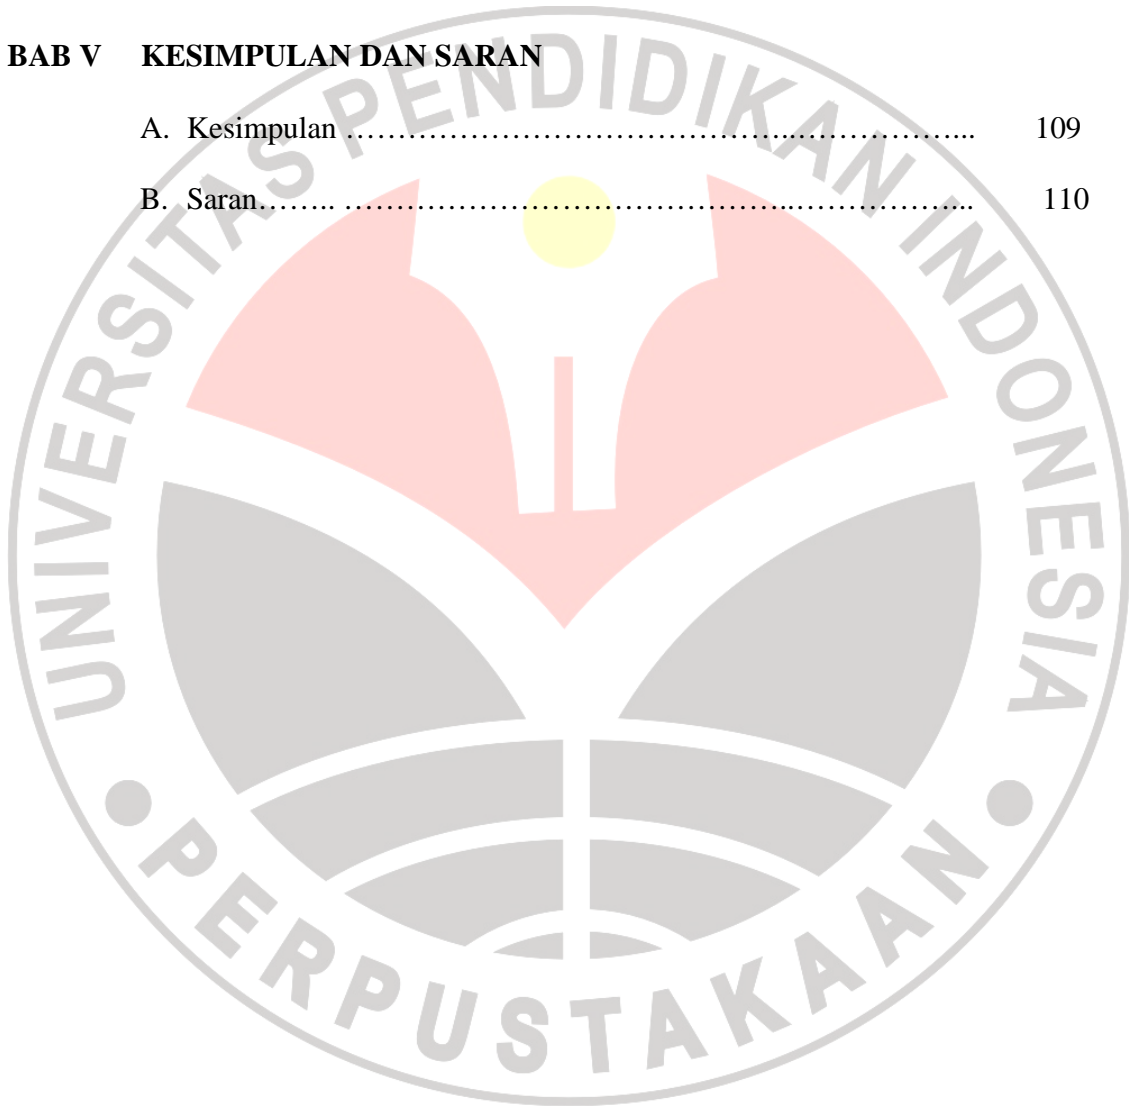 BAB V KESIMPULAN DAN SARAN
A. Kesimpulan ……………………………………..……………... 109
B. Saran…….. ……………………………………..……………... 110
UNIVERSITAS PENDIDIKAN INDONESIA
PERPUSTAKAAN